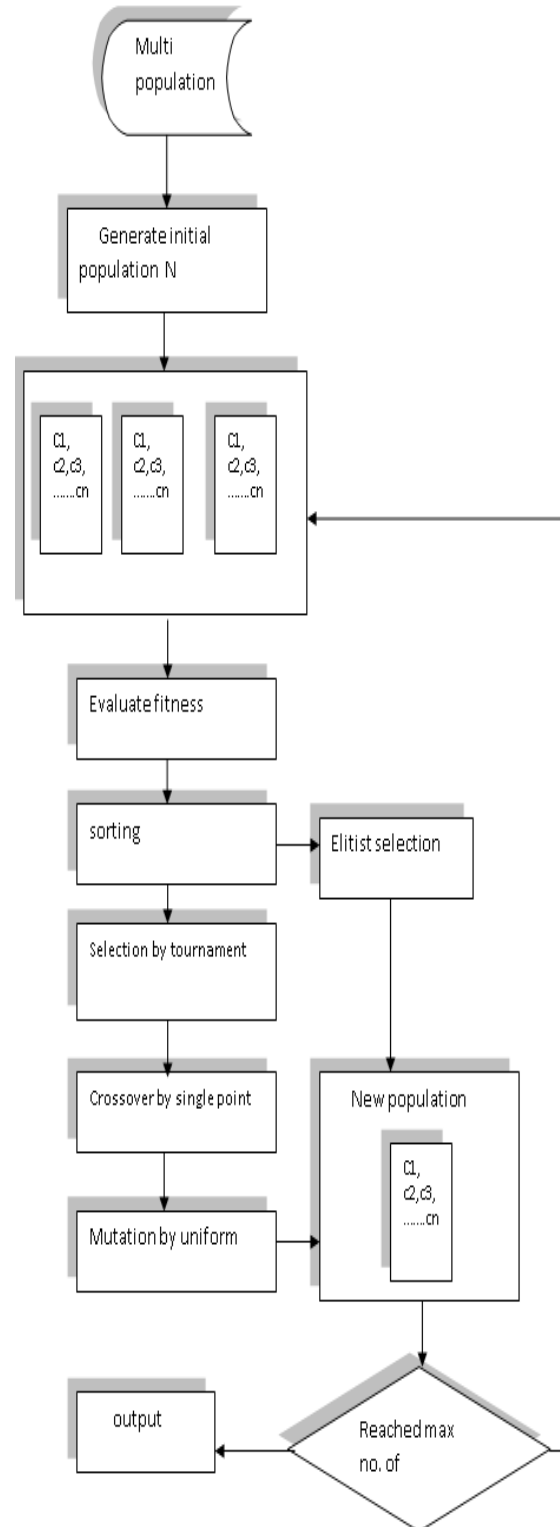 Multi
population
Generate initial
population N
C1,
c2,c3,
.......cn
C1,
c2,c3,
.......cn
C1,
c2,c3,
.......cn
Evaluate fitness
sorting
Elitist selection
Selection by tournament
Crossover by single point
New population
C1,
c2,c3,
.......cn
Mutation by uniform
output
Reached max
no. of